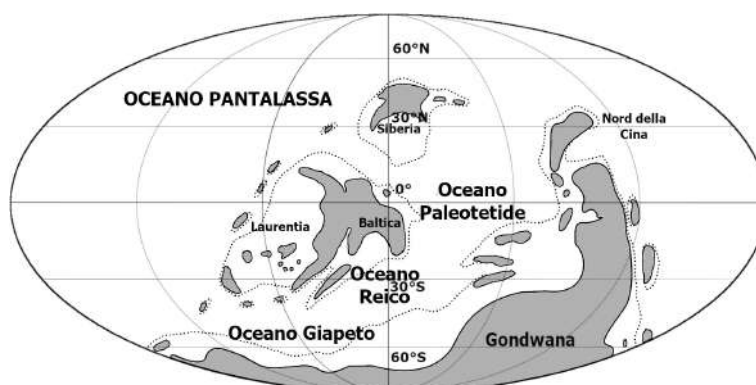 60°N
OCEANO PANTALASSA
30°N
Siberia
Nord della
Cina
0°
Oceano
Paleotetide
Laurentia
Baltica
Oceano
Reico
30°S
Oceano Giapeto
Gondwana
60°S